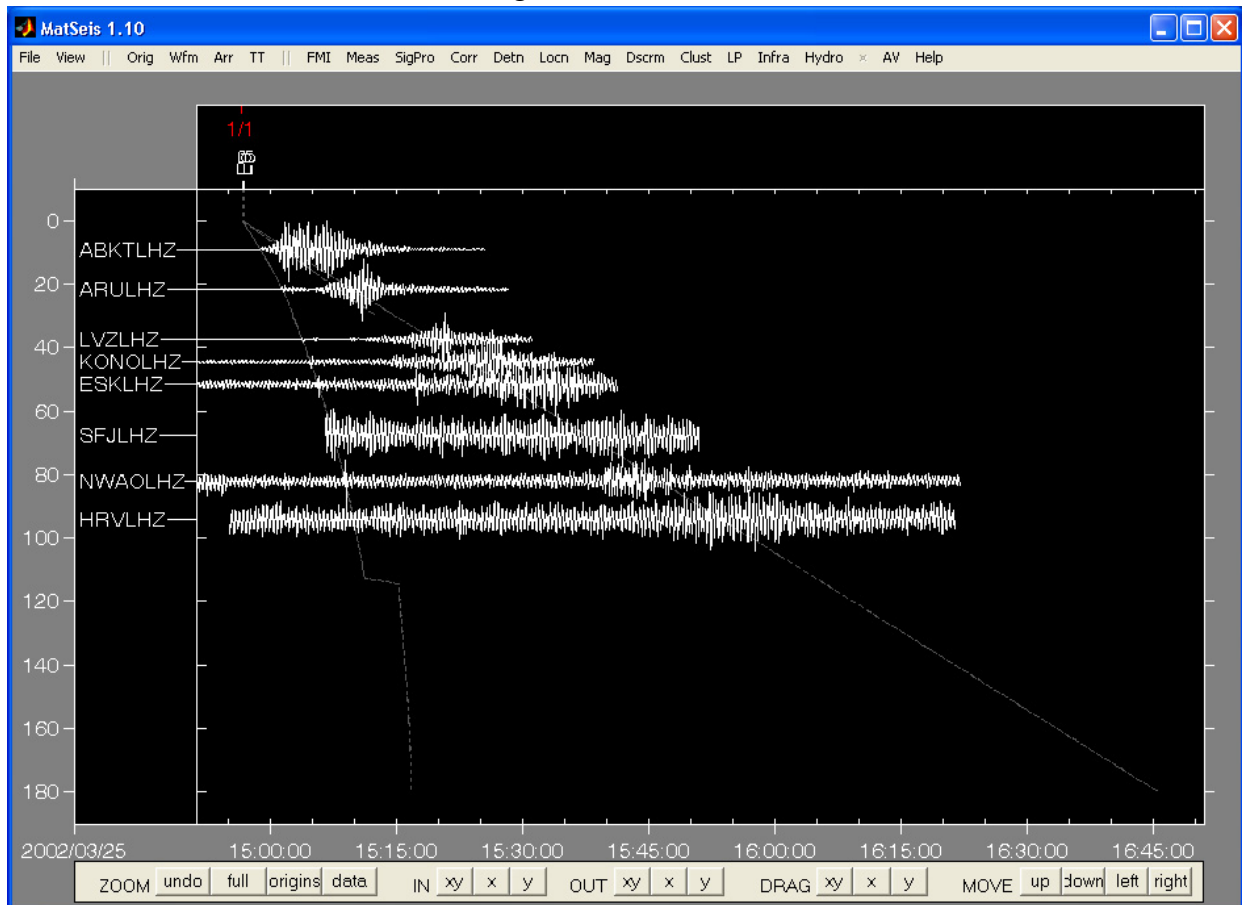 MatSeis 1.10
File View || Orig Wfm Arr TT || FMI Meas SigPro Corr Detn Locn Mag Dscrm Clust LP Infra Hydro × AV Help
1/1
0
ABKTLHZ
20
ARULHZ
LVZLHZ
40
KONOLHZ
ESKLHZ
60
SFJLHZ
80
NWAOLHZ
HRVLHZ
100
120
140
160
180
2002/03/25 15:00:00 15:15:00 15:30:00 15:45:00 16:00:00 16:15:00 16:30:00 16:45:00
ZOOM undo full origins data IN xy x y OUT xy x y DRAG xy x y MOVE up down left right